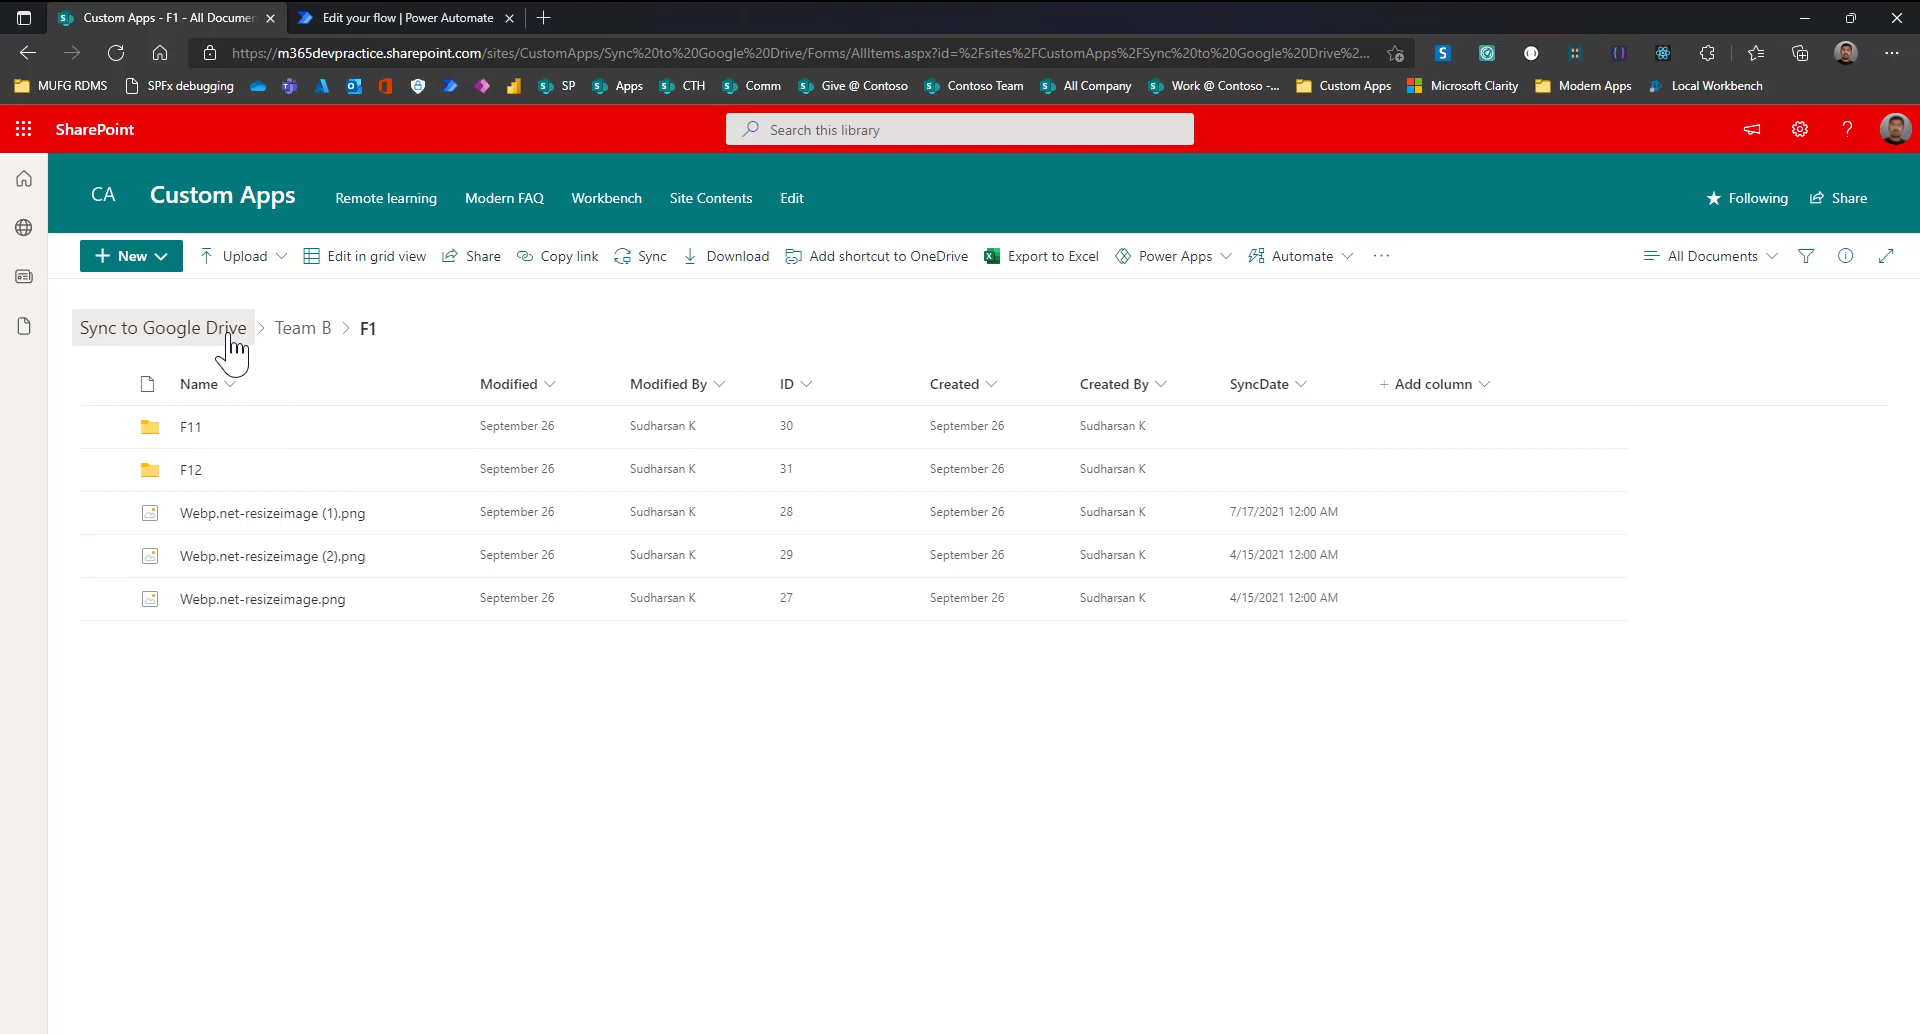 Custom Apps - F1 - All Documen
Edit your flow | Power Automate
https://m365devpractice.sharepoint.com/sites/CustomApps/Sync%20to%20Google%20Drive/Forms/AllItems.aspx?id=%2Fsites%2FCustomApps%2FSync%20to%20Google%20Drive%2...
MUFG RDMS SPFx debugging SP Apps CTH Comm Give @ Contoso Contoso Team All Company Work @ Contoso -... Custom Apps Microsoft Clarity Modern Apps Local Workbench
SharePoint Search this library
CA Custom Apps Remote learning Modern FAQ Workbench Site Contents Edit Following Share
New Upload Edit in grid view Share Copy link Sync Download Add shortcut to OneDrive Export to Excel Power Apps Automate ... All Documents
Sync to Google Drive > Team B > F1
Name Modified Modified By ID Created Created By SyncDate + Add column
F11 September 26 Sudharsan K 30 September 26 Sudharsan K
F12 September 26 Sudharsan K 31 September 26 Sudharsan K
Webp.net-resizeimage (1).png September 26 Sudharsan K 28 September 26 Sudharsan K 7/17/2021 12:00 AM
Webp.net-resizeimage (2).png September 26 Sudharsan K 29 September 26 Sudharsan K 4/15/2021 12:00 AM
Webp.net-resizeimage.png September 26 Sudharsan K 27 September 26 Sudharsan K 4/15/2021 12:00 AM